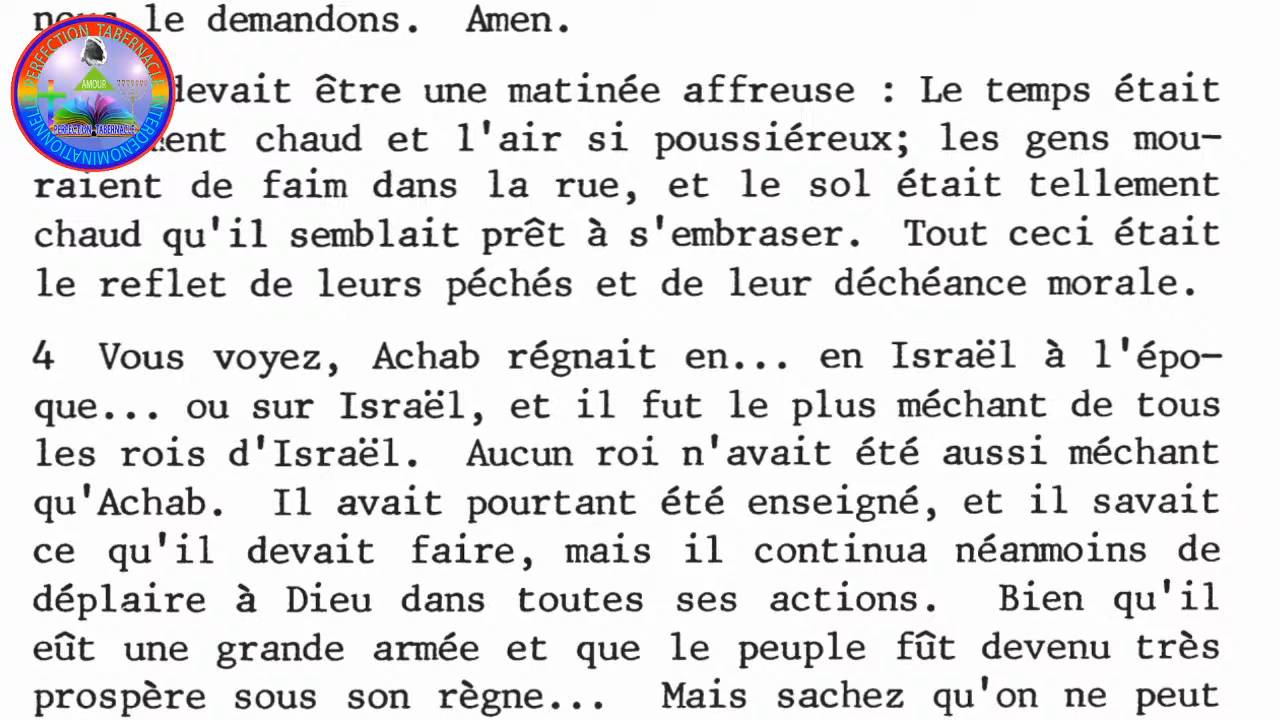 le demandons. Amen.
devait être une matinée affreuse : Le temps était
chaud et l'air si poussiéreux; les gens mou-
raient de faim dans la rue, et le sol était tellement
chaud qu'il semblait prêt à s'embraser. Tout ceci était
le reflet de leurs péchés et de leur déchéance morale.
4 Vous voyez, Achab régnait en... en Israël à l'épo-
que... ou sur Israël, et il fut le plus méchant de tous
les rois d'Israël. Aucun roi n'avait été aussi méchant
qu'Achab. Il avait pourtant été enseigné, et il savait
ce qu'il devait faire, mais il continua néanmoins de
déplaire à Dieu dans toutes ses actions. Bien qu'il
eût une grande armée et que le peuple fût devenu très
prospère sous son règne... Mais sachez qu'on ne peut
PERFECTION TABERNACLE INTERDENOMINATIONNEL
AMOUR
PERFECTION TABERNACLE